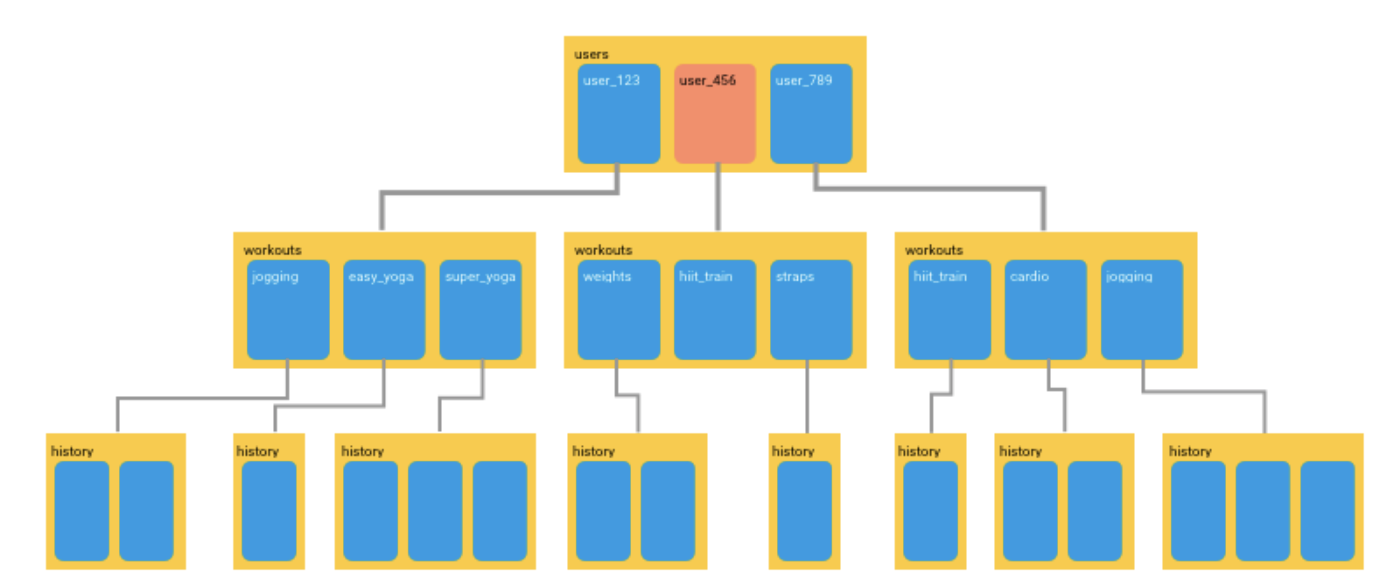 users
user_123
user_456
user_789
workouts
jogging
easy_yoga
super_yoga
workouts
weights
hiit_train
straps
workouts
hiit_train
cardio
jogging
history
history
history
history
history
history
history
history